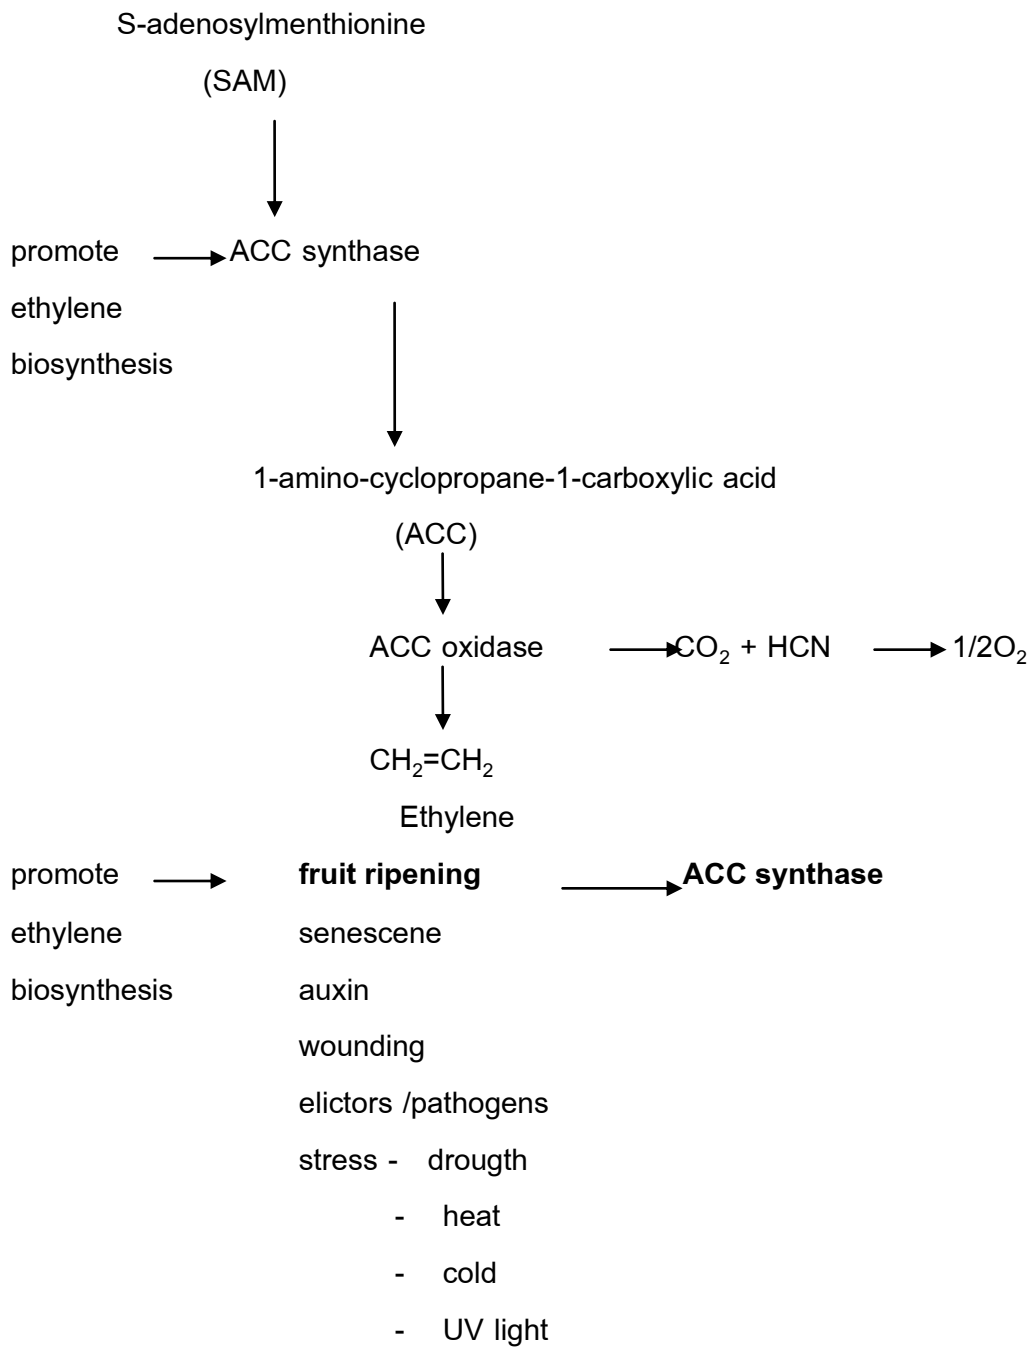 S-adenosylmenthionine
(SAM)
promote ACC synthase
ethylene
biosynthesis
1-amino-cyclopropane-1-carboxylic acid
(ACC)
ACC oxidase CO₂ + HCN 1/2O₂
CH₂=CH₂
Ethylene
promote fruit ripening ACC synthase
ethylene senescene
biosynthesis auxin
wounding
elictors /pathogens
stress - drougth
- heat
- cold
- UV light